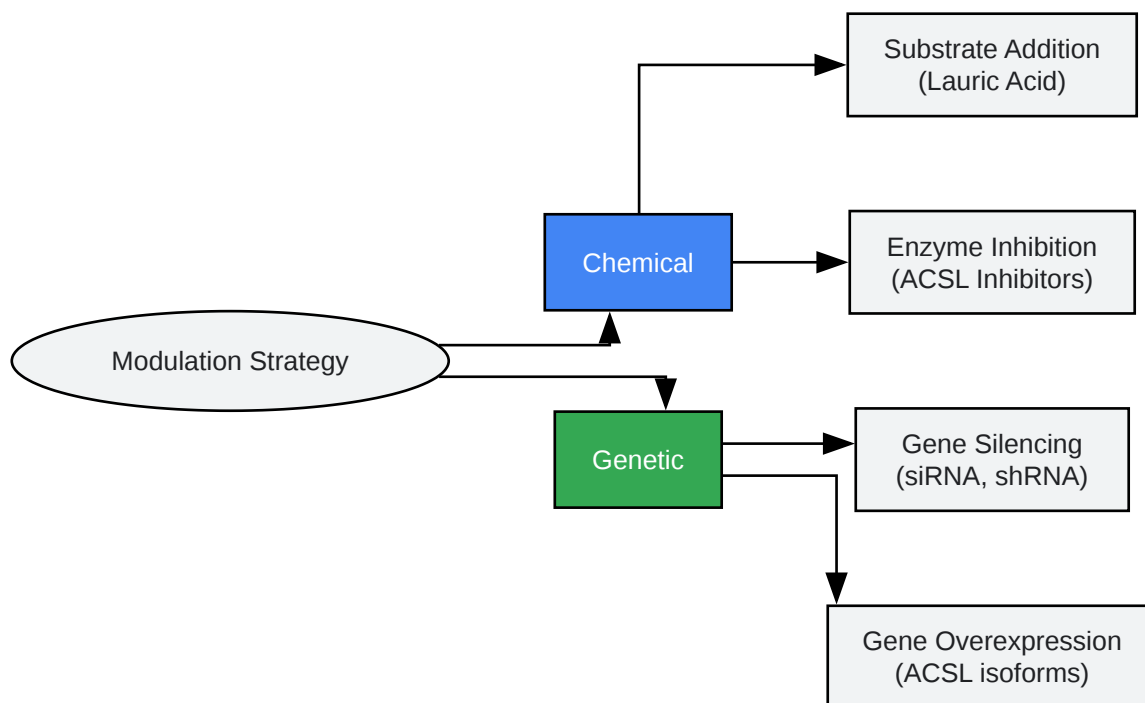 Substrate Addition
(Lauric Acid)
Chemical
Enzyme Inhibition
(ACSL Inhibitors)
Modulation Strategy
Genetic
Gene Silencing
(siRNA, shRNA)
Gene Overexpression
(ACSL isoforms)